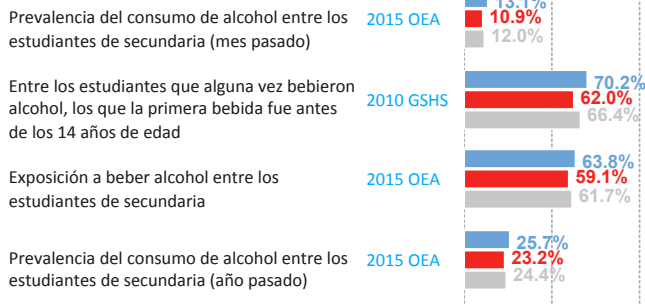 13.1%
Prevalencia del consumo de alcohol entre los 2015 OEA 10.9%
estudiantes de secundaria (mes pasado) 12.0%
Entre los estudiantes que alguna vez bebieron 70.2%
alcohol, los que la primera bebida fue antes 2010 GSHS 62.0%
de los 14 años de edad 66.4%
63.8%
Exposición a beber alcohol entre los 2015 OEA 59.1%
estudiantes de secundaria 61.7%
25.7%
Prevalencia del consumo de alcohol entre los 2015 OEA 23.2%
estudiantes de secundaria (año pasado) 24.4%